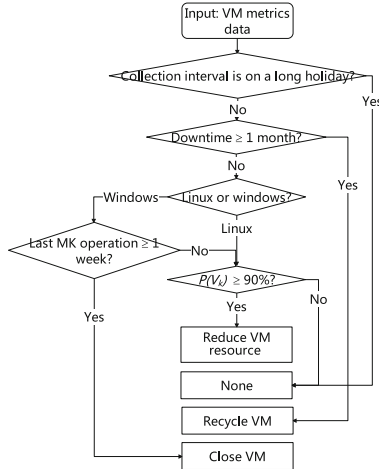 Input: VM metrics
data
Collection interval is on a long holiday?
Yes
No
Downtime ≥ 1 month?
No
Yes
Windows
Linux or windows?
Linux
Last MK operation ≥ 1
week?
No
P(Vk) ≥ 90%?
No
Yes
Yes
Reduce VM
resource
None
Recycle VM
Close VM